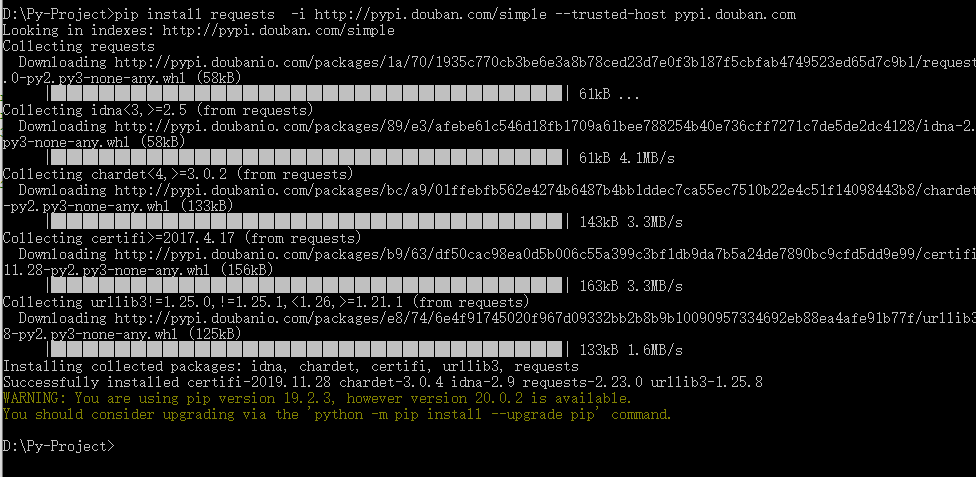 D:\Py-Project>pip install requests  -i http://pypi.douban.com/simple --trusted-host pypi.douban.com
Looking in indexes: http://pypi.douban.com/simple
Collecting requests
  Downloading http://pypi.doubanio.com/packages/1a/70/1935c770cb3be6e3a8b78ced23d7e0f3b187f5cbfab4749523ed65d7c9b1/request
.0-py2.py3-none-any.whl (58kB)
     |████████████████████████████████| 61kB ...
Collecting idna<3,>=2.5 (from requests)
  Downloading http://pypi.doubanio.com/packages/89/e3/afebe61c546d18fb1709a61bee788254b40e736cff7271c7de5de2dc4128/idna-2.
py3-none-any.whl (58kB)
     |████████████████████████████████| 61kB 4.1MB/s
Collecting chardet<4,>=3.0.2 (from requests)
  Downloading http://pypi.doubanio.com/packages/bc/a9/01ffebfb562e4274b6487b4bb1ddec7ca55ec7510b22e4c51f14098443b8/chardet
-py2.py3-none-any.whl (133kB)
     |████████████████████████████████| 143kB 3.3MB/s
Collecting certifi>=2017.4.17 (from requests)
  Downloading http://pypi.doubanio.com/packages/b9/63/df50cac98ea0d5b006c55a399c3bf1db9da7b5a24de7890bc9cfd5dd9e99/certifi
11.28-py2.py3-none-any.whl (156kB)
     |████████████████████████████████| 163kB 3.3MB/s
Collecting urllib3!=1.25.0,!=1.25.1,<1.26,>=1.21.1 (from requests)
  Downloading http://pypi.doubanio.com/packages/e8/74/6e4f91745020f967d09332bb2b8b9b10090957334692eb88ea4afe91b77f/urllib3
8-py2.py3-none-any.whl (125kB)
     |████████████████████████████████| 133kB 1.6MB/s
Installing collected packages: idna, chardet, certifi, urllib3, requests
Successfully installed certifi-2019.11.28 chardet-3.0.4 idna-2.9 requests-2.23.0 urllib3-1.25.8
WARNING: You are using pip version 19.2.3, however version 20.0.2 is available.
You should consider upgrading via the 'python -m pip install --upgrade pip' command.
D:\Py-Project>